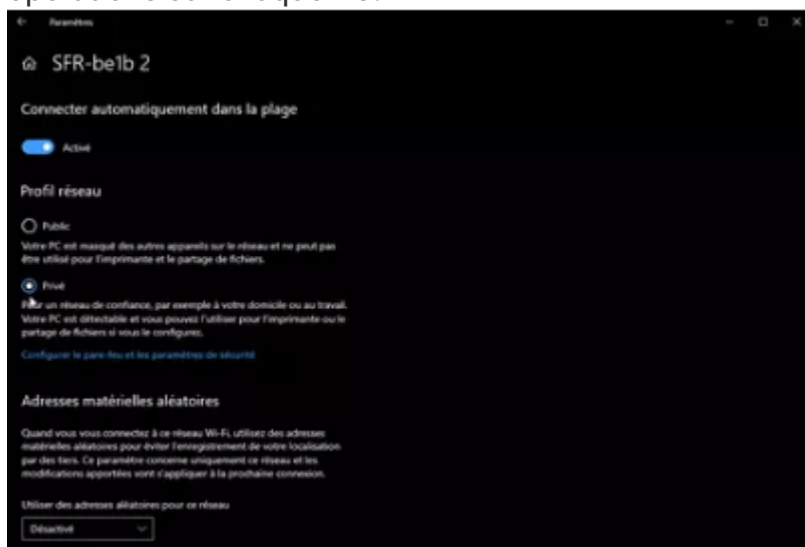 Paramètres
SFR-be1b 2
Connecter automatiquement dans la plage
Activé
Profil réseau
Public
Votre PC est masqué des autres appareils sur le réseau et ne peut pas
être utilisé pour l'imprimante et le partage de fichiers.
Privé
Pour un réseau de confiance, par exemple à votre domicile ou au travail.
Votre PC est détectable et vous pouvez l'utiliser pour l'imprimante ou le
partage de fichiers si vous le configurez.
Configurer le pare-feu et les paramètres de sécurité
Adresses matérielles aléatoires
Quand vous vous connectez à ce réseau Wi-Fi, utilisez des adresses
matérielles aléatoires pour éviter l'enregistrement de votre localisation
par des tiers. Ce paramètre concerne uniquement ce réseau et les
modifications apportées vont s'appliquer à la prochaine connexion.
Utiliser des adresses aléatoires pour ce réseau
Désactivé